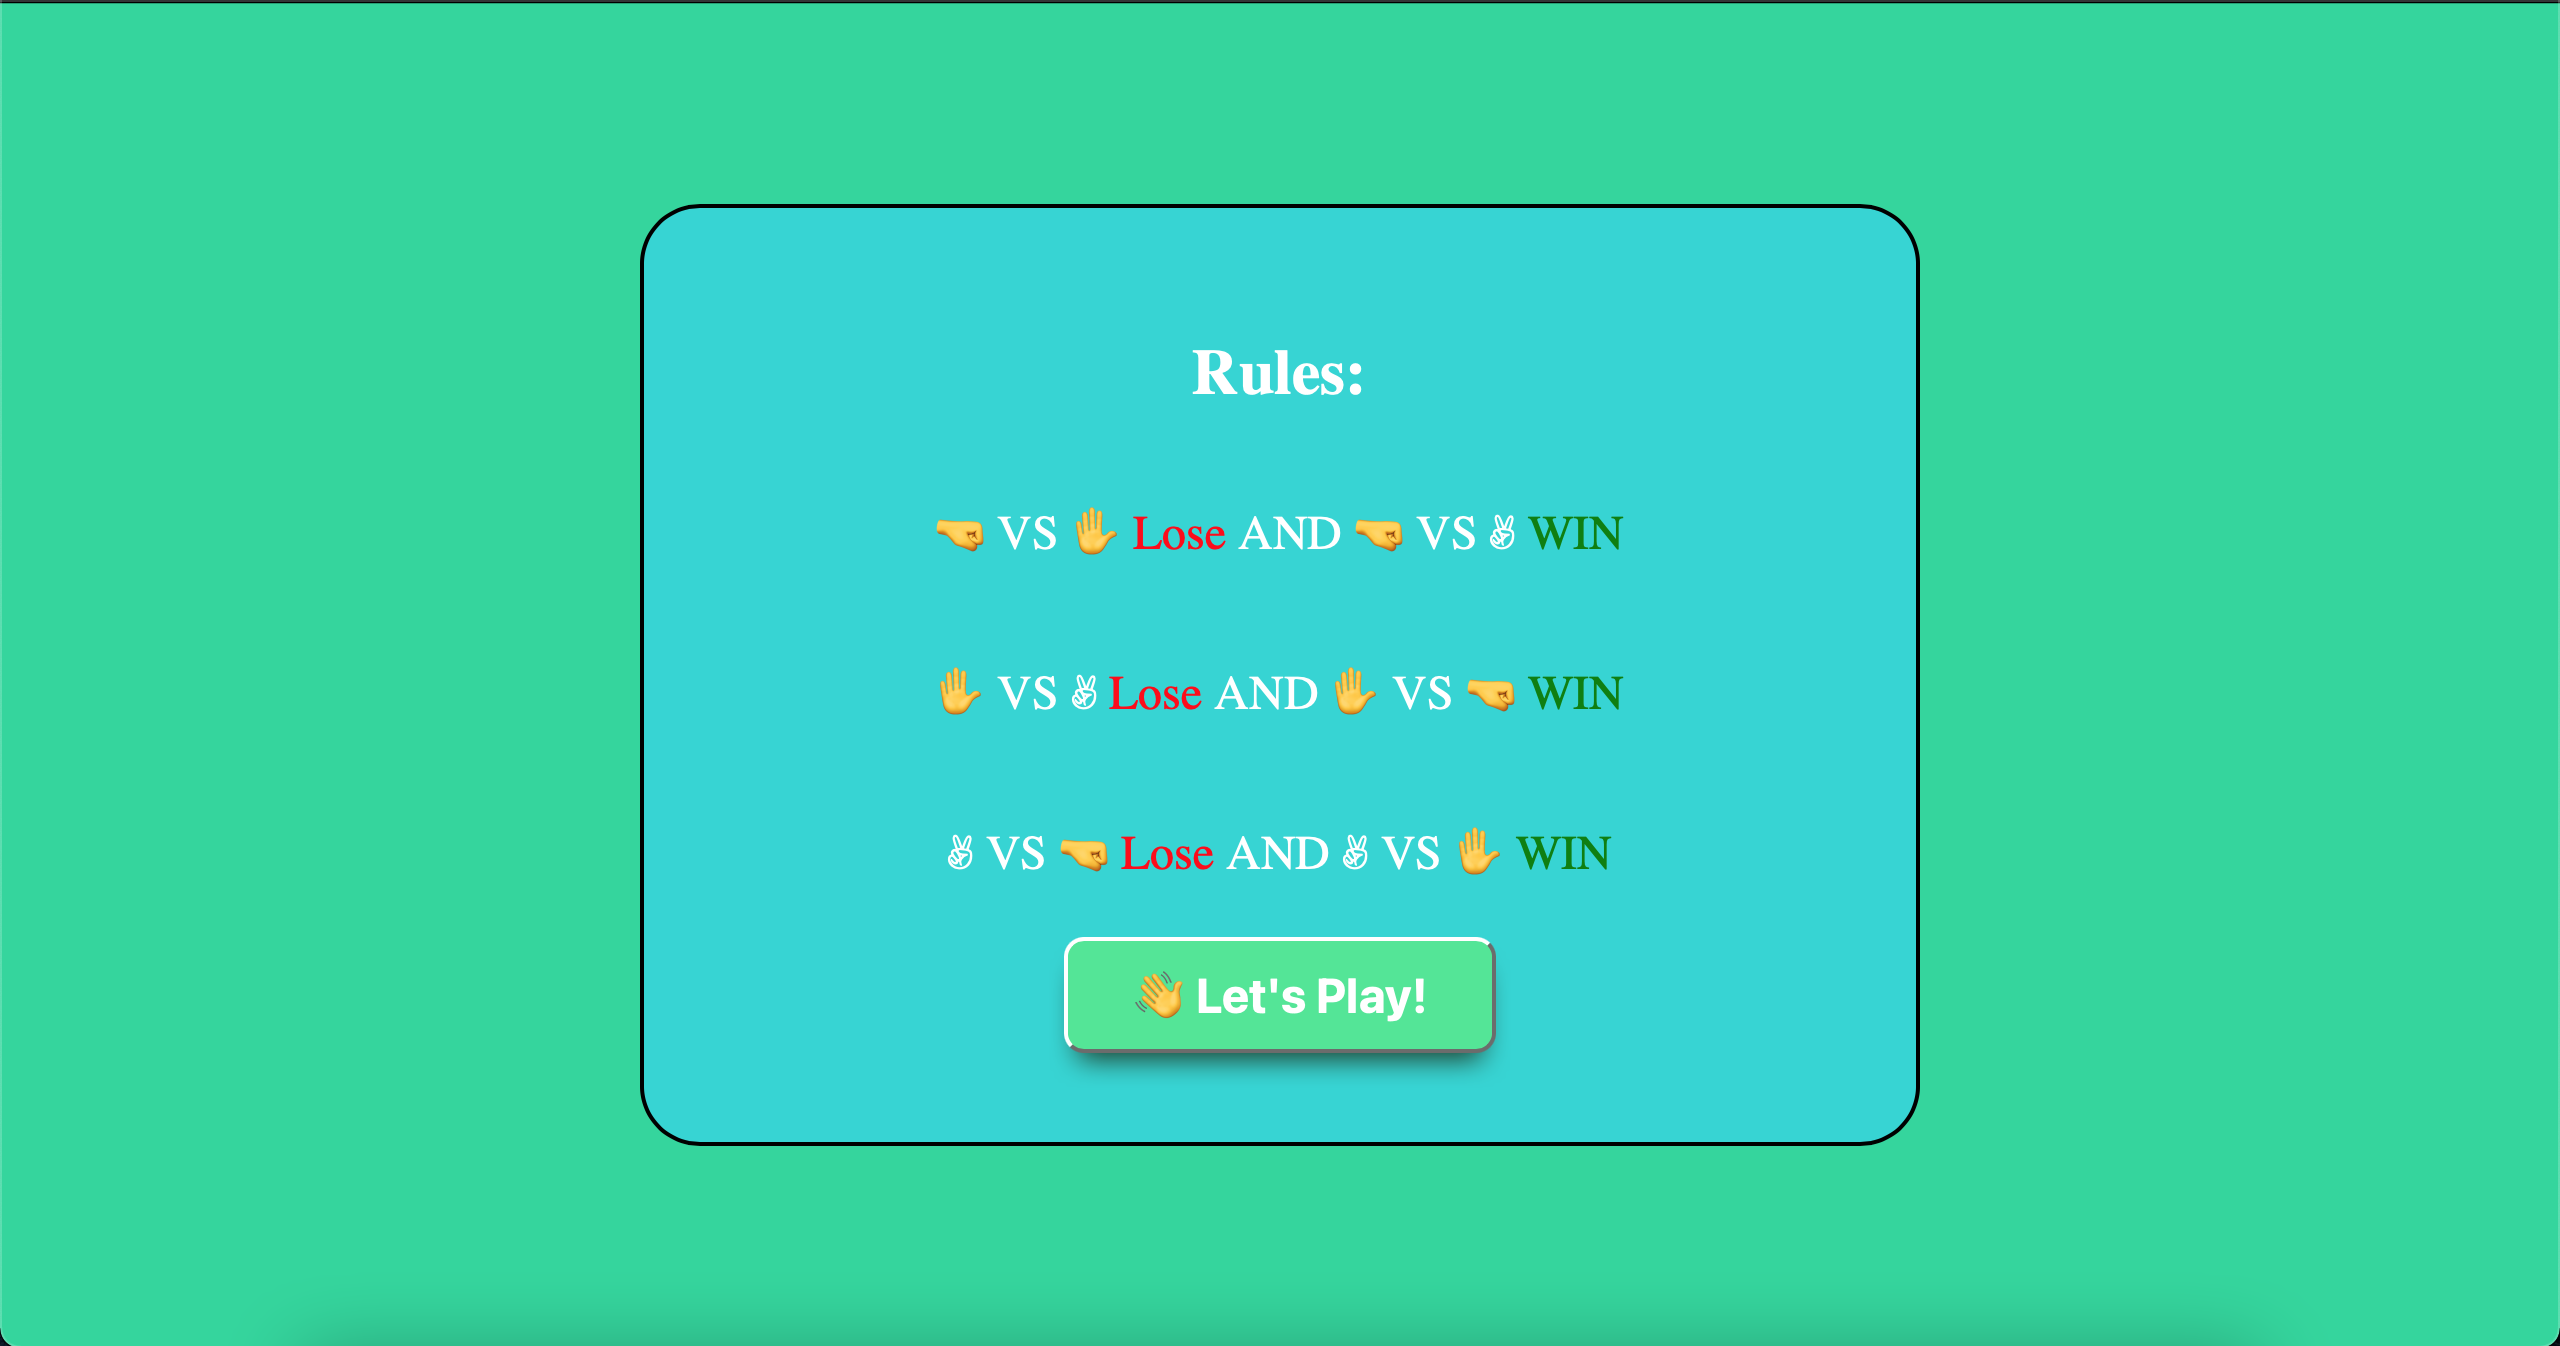 Rules:
🤜 VS ✋ Lose AND 🤜 VS ✌ WIN
✋ VS ✌ Lose AND ✋ VS 🤜 WIN
✌ VS 🤜 Lose AND ✌ VS ✋ WIN
👋 Let's Play!